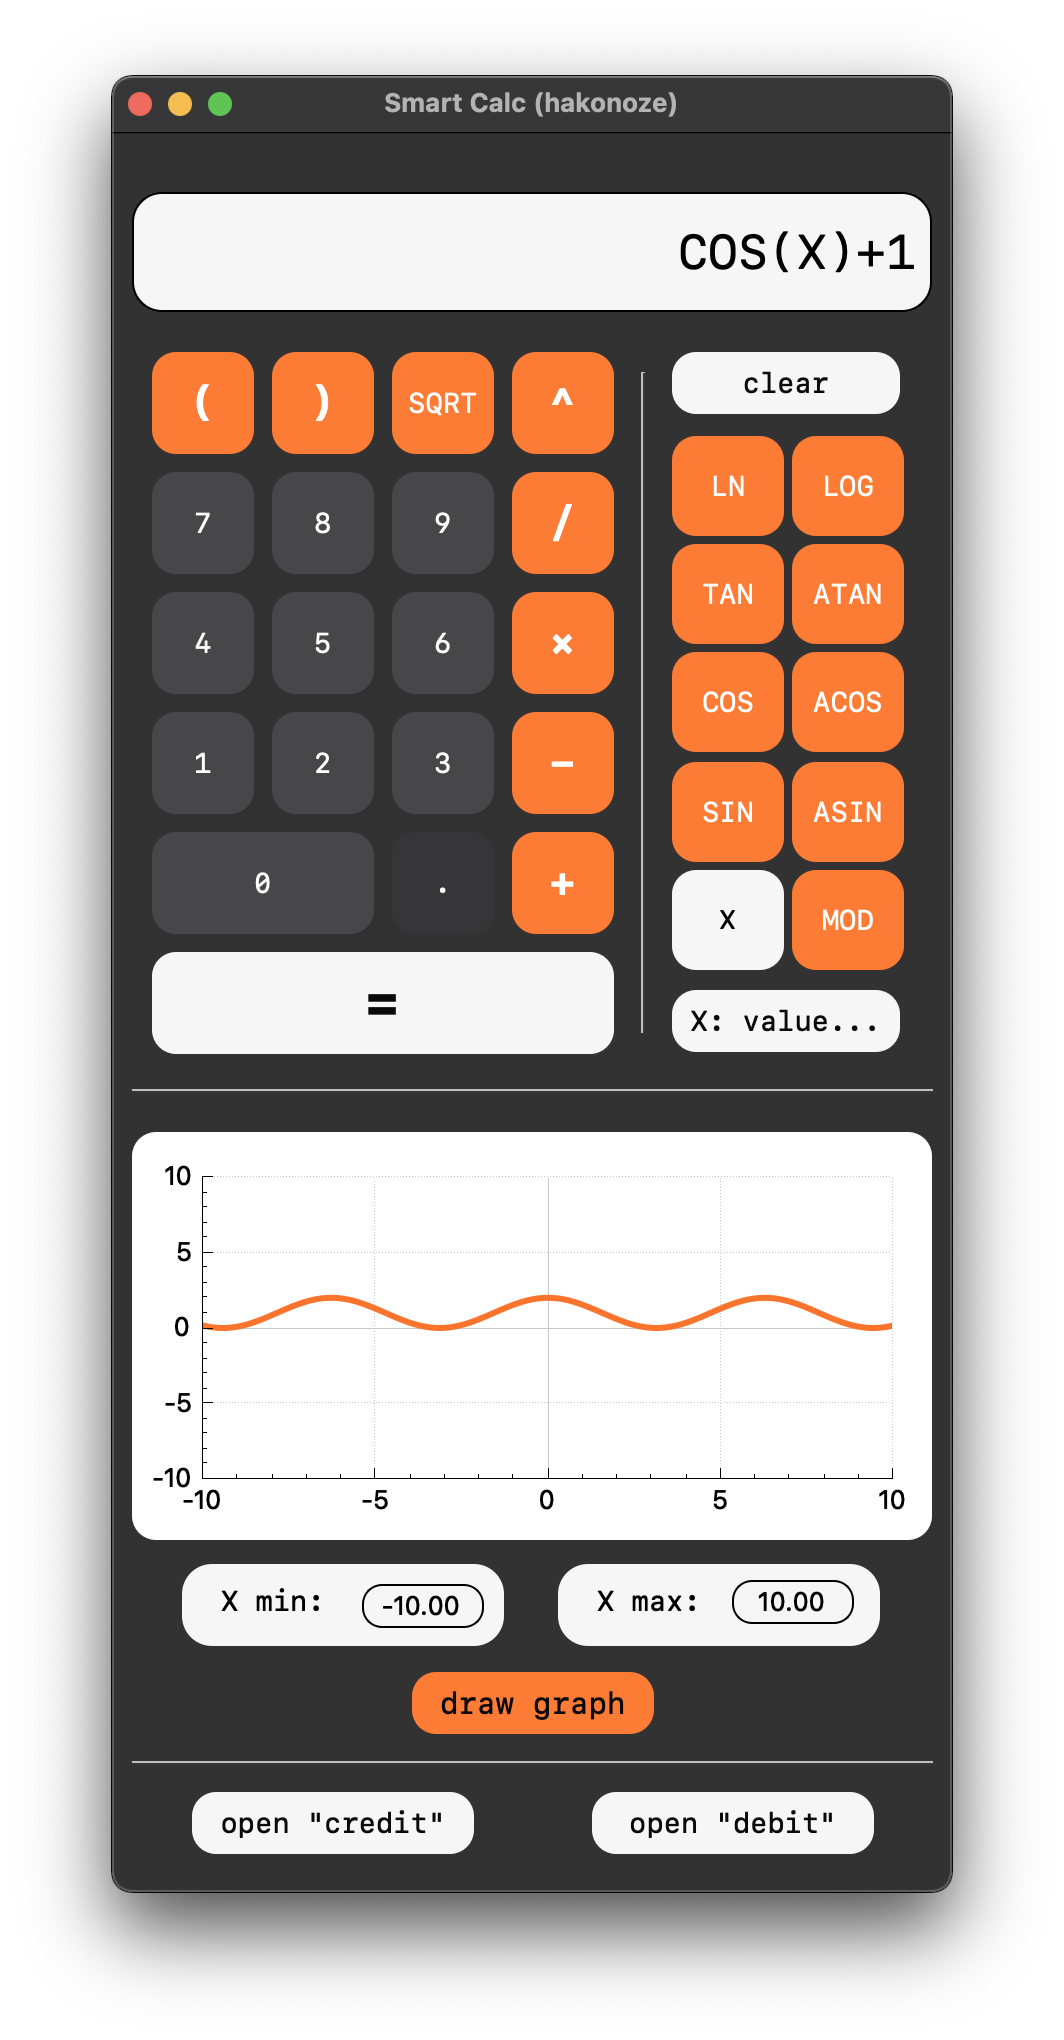 Smart Calc (hakonoze)
COS(X)+1
( ) SQRT ^ clear
7 8 9 / LN LOG
4 5 6 × TAN ATAN
1 2 3 − COS ACOS
0 . + SIN ASIN
= X MOD
X: value...
10
5
0
-5
-10
-10 -5 0 5 10
X min: -10.00 X max: 10.00
draw graph
open "credit" open "debit"